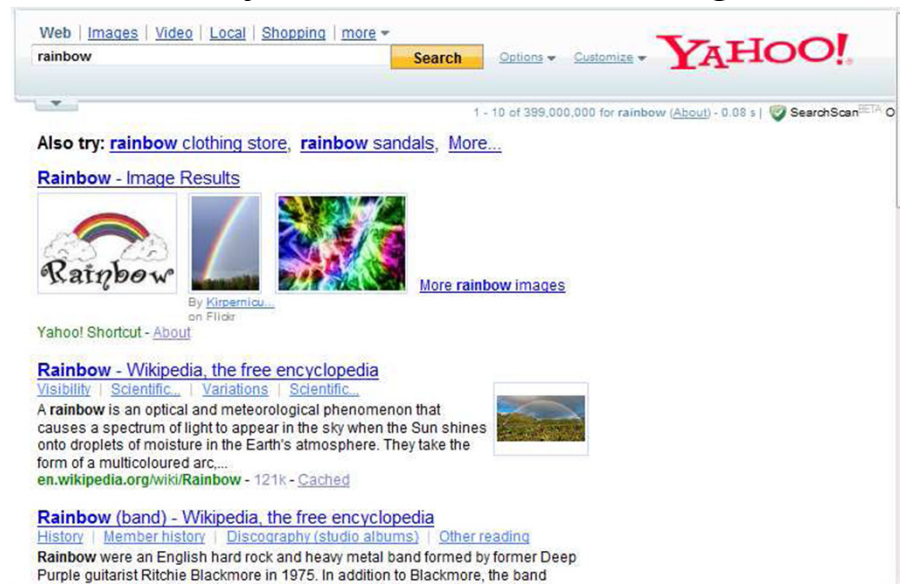 Web | Images | Video | Local | Shopping | more
rainbow
Search
Options
Customize
YAHOO!
1 - 10 of 399,000,000 for rainbow (About) - 0.08 s | SearchScan BETA O
Also try: rainbow clothing store, rainbow sandals, More...
Rainbow - Image Results
Rainbow
More rainbow images
By Kirpernicu...
on Flickr
Yahoo! Shortcut - About
Rainbow - Wikipedia, the free encyclopedia
Visibility | Scientific... | Variations | Scientific...
A rainbow is an optical and meteorological phenomenon that
causes a spectrum of light to appear in the sky when the Sun shines
onto droplets of moisture in the Earth's atmosphere. They take the
form of a multicoloured arc,...
en.wikipedia.org/wiki/Rainbow - 121k - Cached
Rainbow (band) - Wikipedia, the free encyclopedia
History | Member history | Discography (studio albums) | Other reading
Rainbow were an English hard rock and heavy metal band formed by former Deep
Purple guitarist Ritchie Blackmore in 1975. In addition to Blackmore, the band